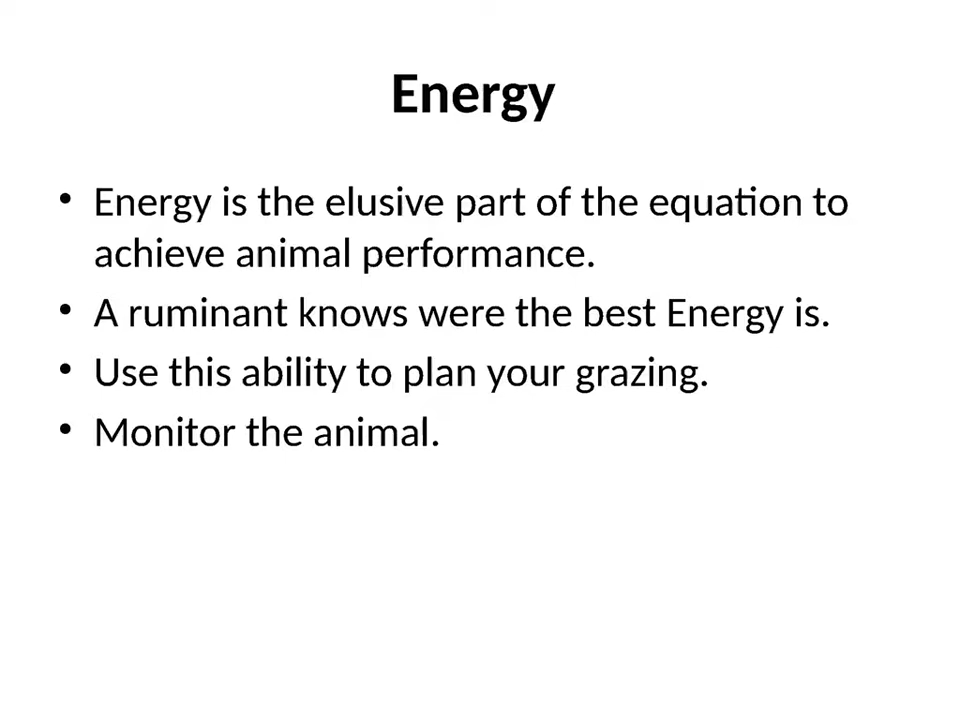 Energy
• Energy is the elusive part of the equation to
achieve animal performance.
• A ruminant knows were the best Energy is.
• Use this ability to plan your grazing.
• Monitor the animal.